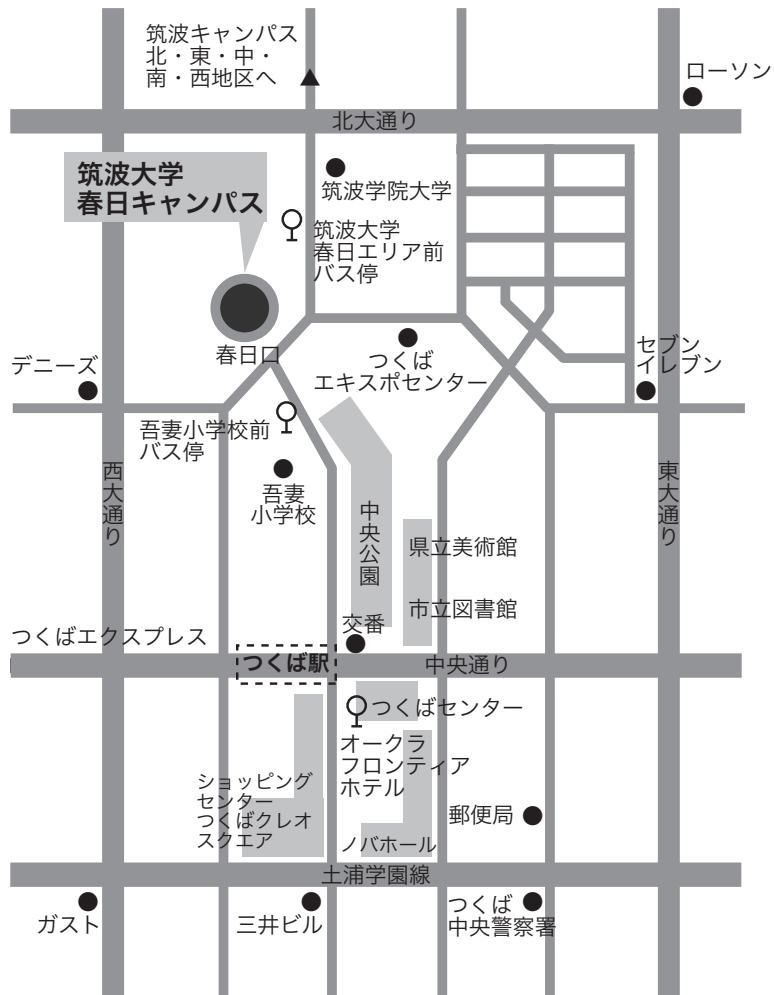 筑波キャンパス
北・東・中・
南・西地区へ
ローソン
北大通り
筑波大学
春日キャンパス
筑波学院大学
筑波大学
春日エリア前
バス停
春日口
つくば
エキスポセンター
セブン
イレブン
デニーズ
吾妻小学校前
バス停
吾妻
小学校
西大通り
東大通り
中央公園
県立美術館
市立図書館
交番
つくばエクスプレス
つくば駅
中央通り
つくばセンター
オークラ
フロンティア
ホテル
ショッピング
センター
つくばクレオ
スクエア
郵便局
ノバホール
土浦学園線
ガスト
三井ビル
つくば
中央警察署